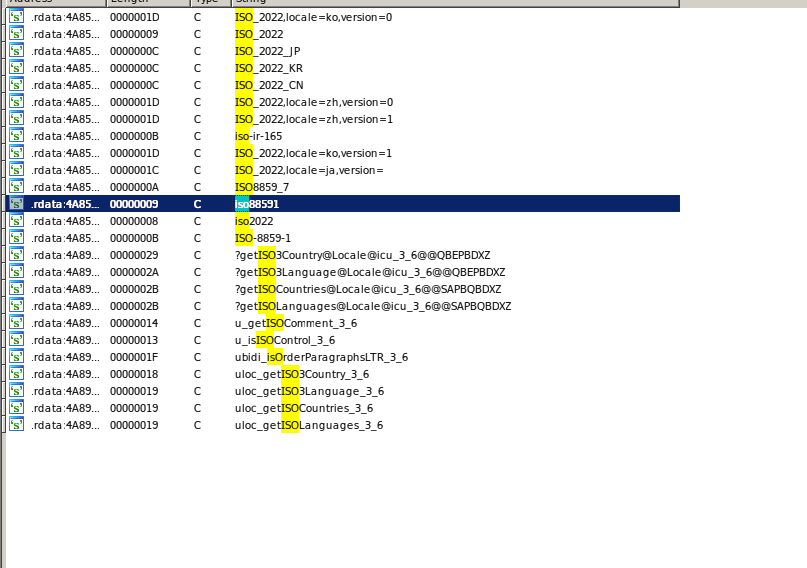 Address Length Type String
's' .rdata:4A85... 0000001D C ISO_2022,locale=ko,version=0
's' .rdata:4A85... 00000009 C ISO_2022
's' .rdata:4A85... 0000000C C ISO_2022_JP
's' .rdata:4A85... 0000000C C ISO_2022_KR
's' .rdata:4A85... 0000000C C ISO_2022_CN
's' .rdata:4A85... 0000001D C ISO_2022,locale=zh,version=0
's' .rdata:4A85... 0000001D C ISO_2022,locale=zh,version=1
's' .rdata:4A85... 0000000B C iso-ir-165
's' .rdata:4A85... 0000001D C ISO_2022,locale=ko,version=1
's' .rdata:4A85... 0000001C C ISO_2022,locale=ja,version=
's' .rdata:4A85... 0000000A C ISO8859_7
's' .rdata:4A85... 00000009 C iso88591
's' .rdata:4A85... 00000008 C iso2022
's' .rdata:4A85... 0000000B C ISO-8859-1
's' .rdata:4A89... 00000029 C ?getISO3Country@Locale@icu_3_6@@QBEPBDXZ
's' .rdata:4A89... 0000002A C ?getISO3Language@Locale@icu_3_6@@QBEPBDXZ
's' .rdata:4A89... 0000002B C ?getISOCountries@Locale@icu_3_6@@SAPBQBDXZ
's' .rdata:4A89... 0000002B C ?getISOLanguages@Locale@icu_3_6@@SAPBQBDXZ
's' .rdata:4A89... 00000014 C u_getISOComment_3_6
's' .rdata:4A89... 00000013 C u_isISOControl_3_6
's' .rdata:4A89... 0000001F C ubidi_isOrderParagraphsLTR_3_6
's' .rdata:4A89... 00000018 C uloc_getISO3Country_3_6
's' .rdata:4A89... 00000019 C uloc_getISO3Language_3_6
's' .rdata:4A89... 00000019 C uloc_getISOCountries_3_6
's' .rdata:4A89... 00000019 C uloc_getISOLanguages_3_6